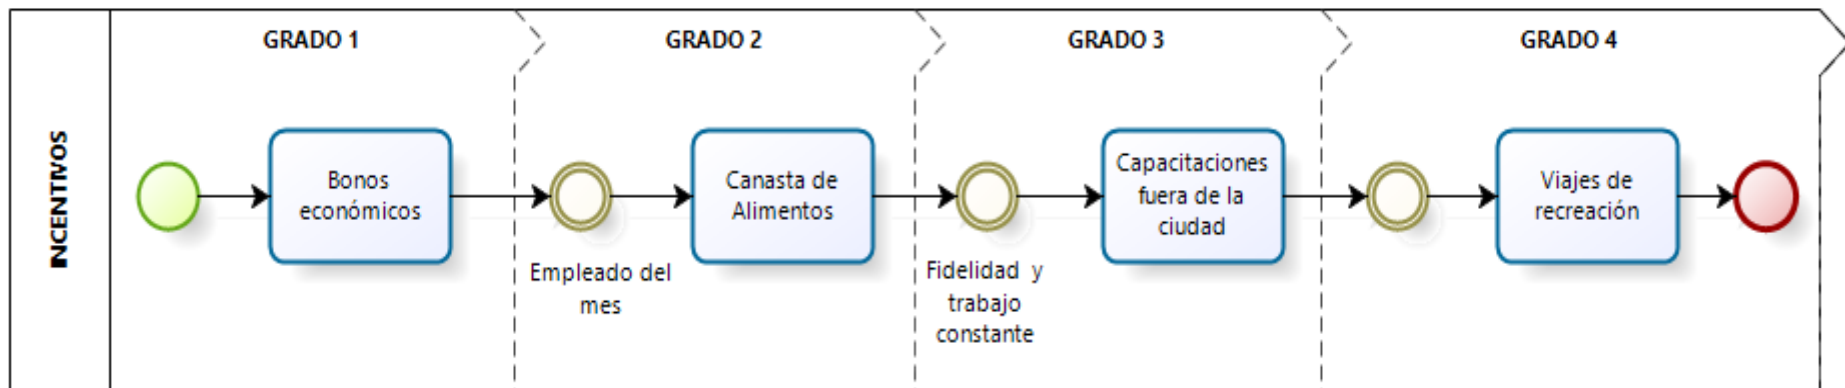 GRADO 1
GRADO 2
GRADO 3
GRADO 4
INCENTIVOS
Bonos
económicos
Empleado del
mes
Canasta de
Alimentos
Fidelidad y
trabajo
constante
Capacitaciones
fuera de la
ciudad
Viajes de
recreación